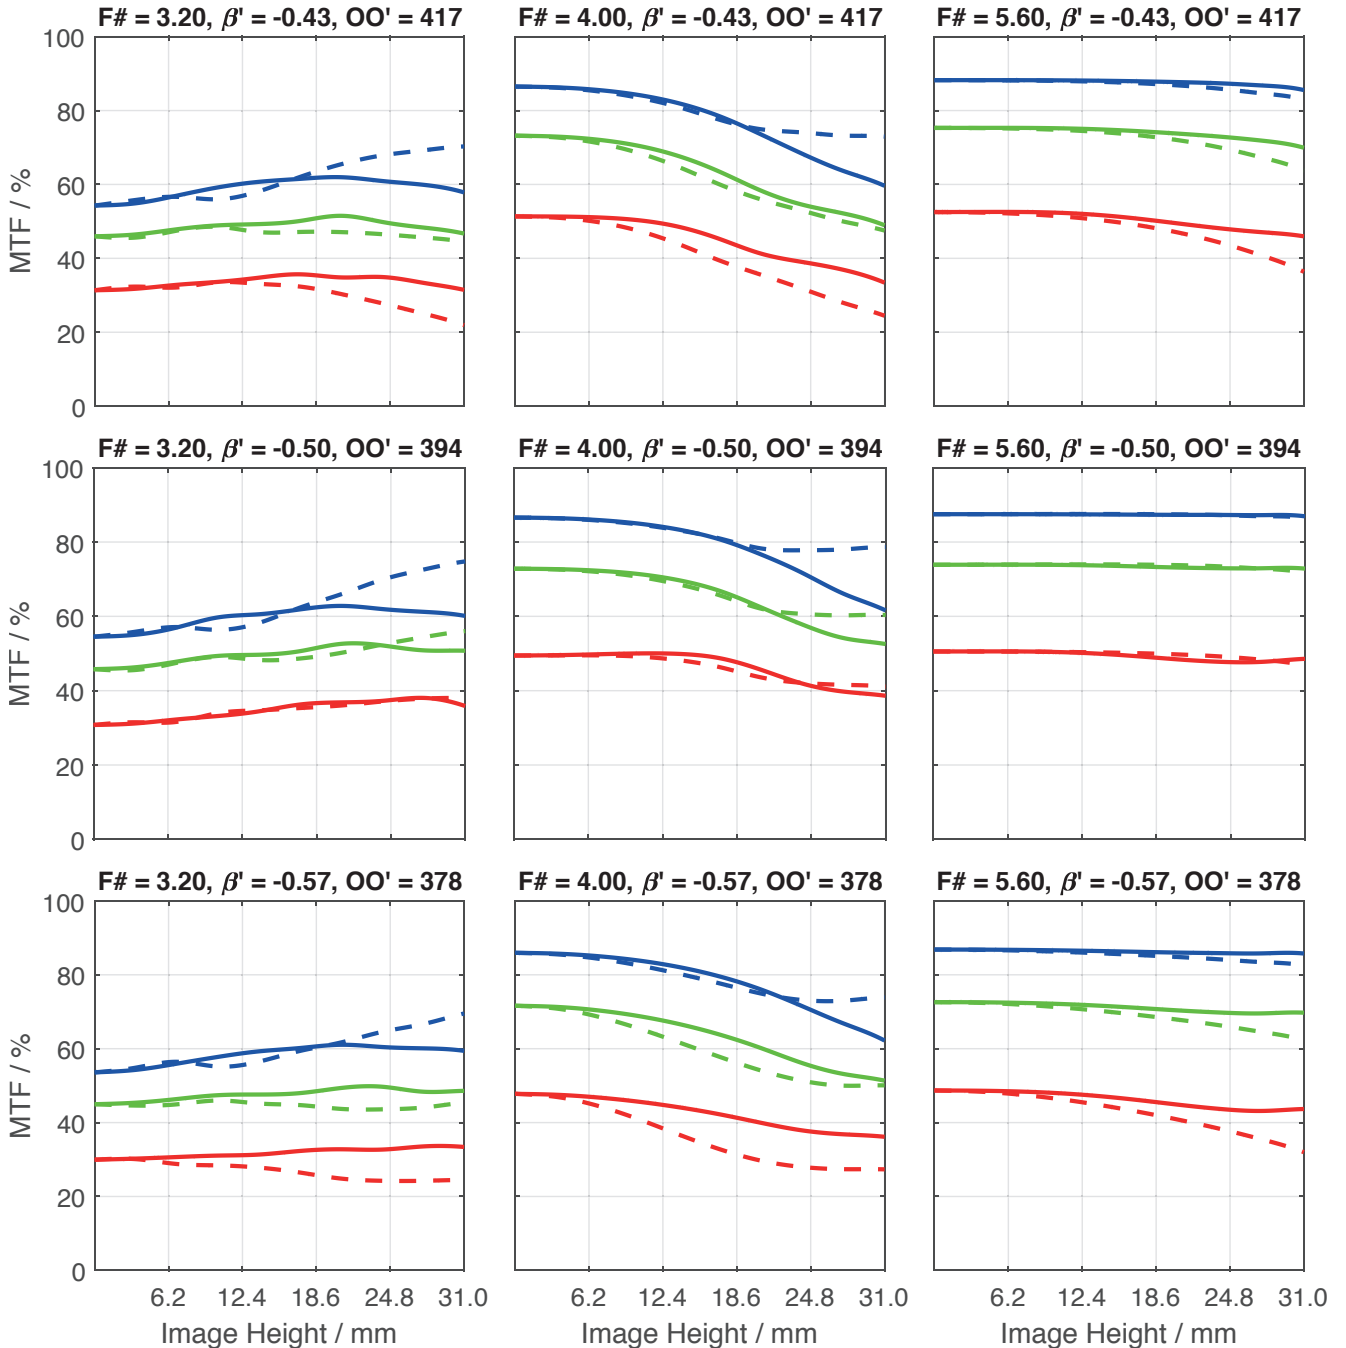 F# = 3.20, β' = -0.43, OO' = 417
F# = 4.00, β' = -0.43, OO' = 417
F# = 5.60, β' = -0.43, OO' = 417
100
80
60
40
20
0
MTF / %
F# = 3.20, β' = -0.50, OO' = 394
F# = 4.00, β' = -0.50, OO' = 394
F# = 5.60, β' = -0.50, OO' = 394
100
80
60
40
20
0
MTF / %
F# = 3.20, β' = -0.57, OO' = 378
F# = 4.00, β' = -0.57, OO' = 378
F# = 5.60, β' = -0.57, OO' = 378
100
80
60
40
20
0
MTF / %
6.2 12.4 18.6 24.8 31.0
6.2 12.4 18.6 24.8 31.0
6.2 12.4 18.6 24.8 31.0
Image Height / mm
Image Height / mm
Image Height / mm